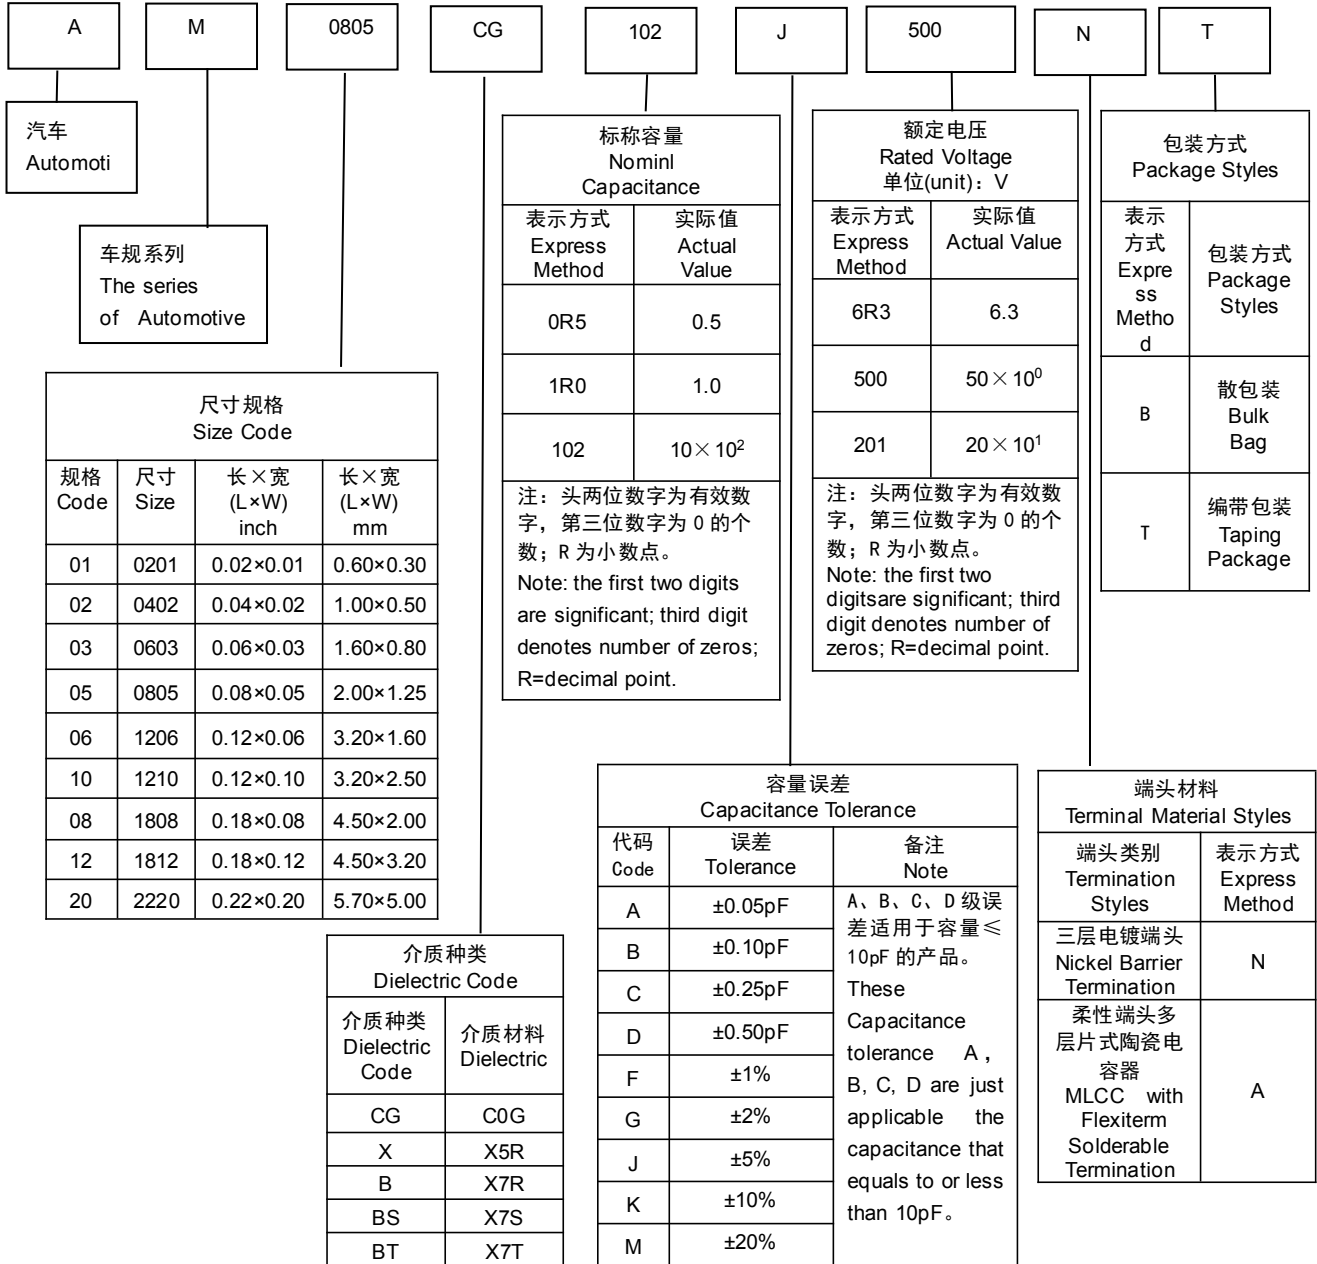 A M 0805 CG 102 J 500 N T
汽车
Automoti
车规系列
The series
of Automotive
尺寸规格
Size Code
规格 尺寸 长×宽 长×宽
Code Size (L×W) (L×W)
inch mm
01 0201 0.02×0.01 0.60×0.30
02 0402 0.04×0.02 1.00×0.50
03 0603 0.06×0.03 1.60×0.80
05 0805 0.08×0.05 2.00×1.25
06 1206 0.12×0.06 3.20×1.60
10 1210 0.12×0.10 3.20×2.50
08 1808 0.18×0.08 4.50×2.00
12 1812 0.18×0.12 4.50×3.20
20 2220 0.22×0.20 5.70×5.00
介质种类
Dielectric Code
介质种类
Dielectric
Code
介质材料
Dielectric
CG C0G
X X5R
B X7R
BS X7S
BT X7T
标称容量
Nominl
Capacitance
表示方式 实际值
Express Actual
Method Value
0R5 0.5
1R0 1.0
102 10×10²
注：头两位数字为有效数
字，第三位数字为 0 的个
数；R 为小数点。
Note: the first two digits
are significant; third digit
denotes number of zeros;
R=decimal point.
容量误差
Capacitance Tolerance
代码 误差 备注
Code Tolerance Note
A ±0.05pF
B ±0.10pF
C ±0.25pF
D ±0.50pF
F ±1%
G ±2%
J ±5%
K ±10%
M ±20%
A、B、C、D 级误
差适用于容量≤
10pF 的产品。
These
Capacitance
tolerance A，
B, C, D are just
applicable the
capacitance that
equals to or less
than 10pF。
额定电压
Rated Voltage
单位(unit)：V
表示方式 实际值
Express Actual Value
Method
6R3 6.3
500 50×10⁰
201 20×10¹
注：头两位数字为有效数
字，第三位数字为 0 的个
数；R 为小数点。
Note: the first two
digitsare significant; third
digit denotes number of
zeros; R=decimal point.
端头材料
Terminal Material Styles
端头类别 表示方式
Termination Express
Styles Method
三层电镀端头
Nickel Barrier
Termination
N
柔性端头多
层片式陶瓷电
容器
MLCC with
Flexiterm
Solderable
Termination
A
包装方式
Package Styles
表示
方式
Expre
ss
Metho
d
包装方式
Package
Styles
B
散包装
Bulk
Bag
T
编带包装
Taping
Package